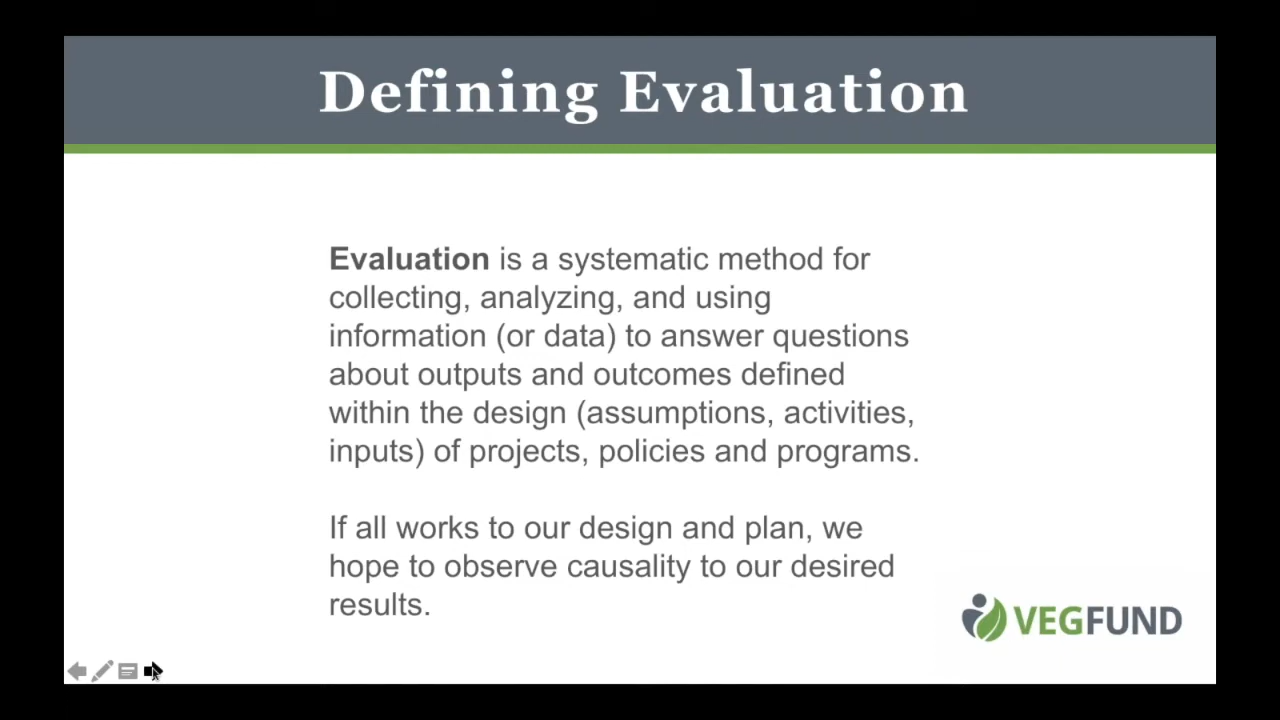 Defining Evaluation
Evaluation is a systematic method for
collecting, analyzing, and using
information (or data) to answer questions
about outputs and outcomes defined
within the design (assumptions, activities,
inputs) of projects, policies and programs.
If all works to our design and plan, we
hope to observe causality to our desired
results.
VEGFUND